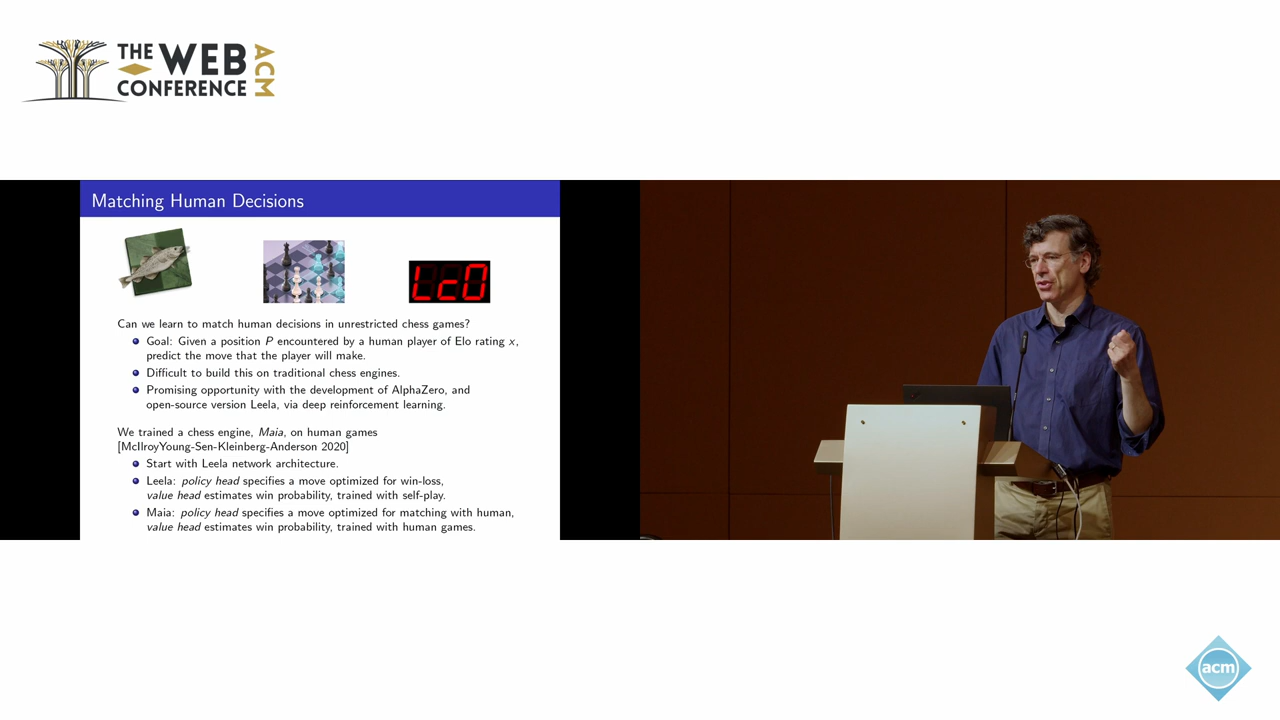 THE WEB
CONFERENCE
ACM
Matching Human Decisions
Lc0
Can we learn to match human decisions in unrestricted chess games?
Goal: Given a position P encountered by a human player of Elo rating x,
predict the move that the player will make.
Difficult to build this on traditional chess engines.
Promising opportunity with the development of AlphaZero, and
open-source version Leela, via deep reinforcement learning.
We trained a chess engine, Maia, on human games
[McIlroyYoung-Sen-Kleinberg-Anderson 2020]
Start with Leela network architecture.
Leela: policy head specifies a move optimized for win-loss,
value head estimates win probability, trained with self-play.
Maia: policy head specifies a move optimized for matching with human,
value head estimates win probability, trained with human games.
acm